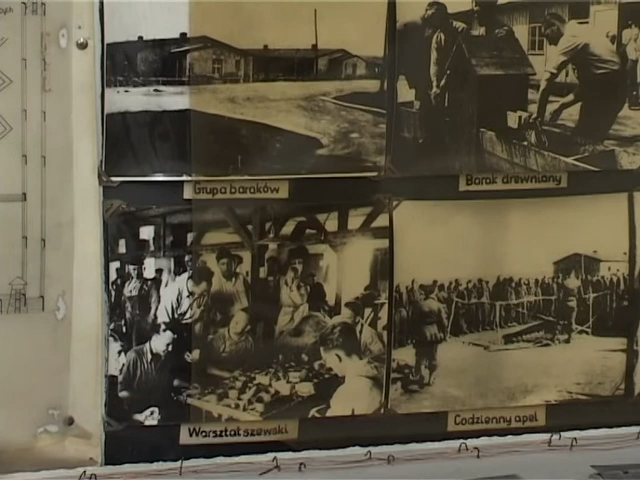 Grupa baraków
Barak drewniany
Warsztat szewski
Codzienny apel